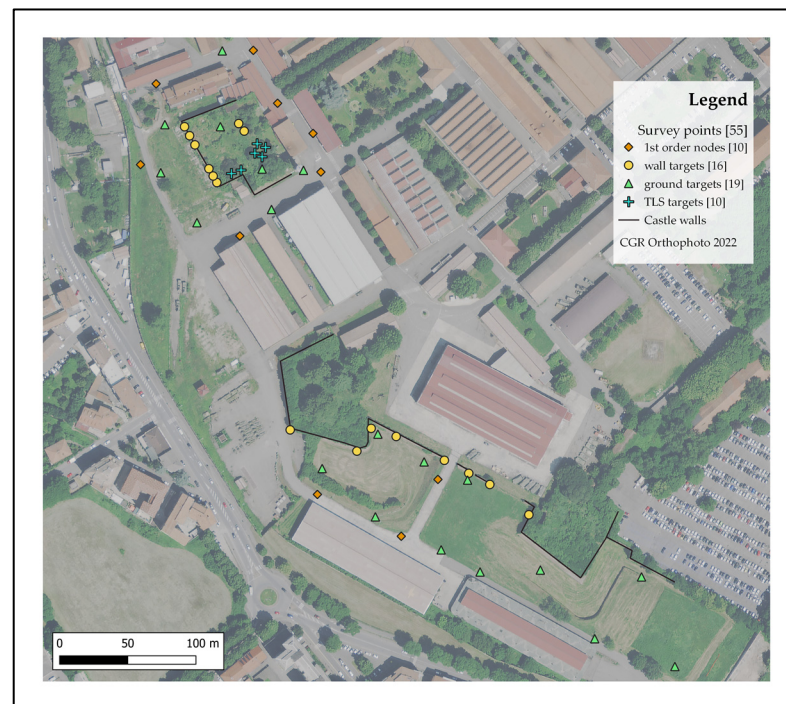 Legend
Survey points [55]
1st order nodes [10]
wall targets [16]
ground targets [19]
TLS targets [10]
Castle walls
CGR Orthophoto 2022
0 50 100 m